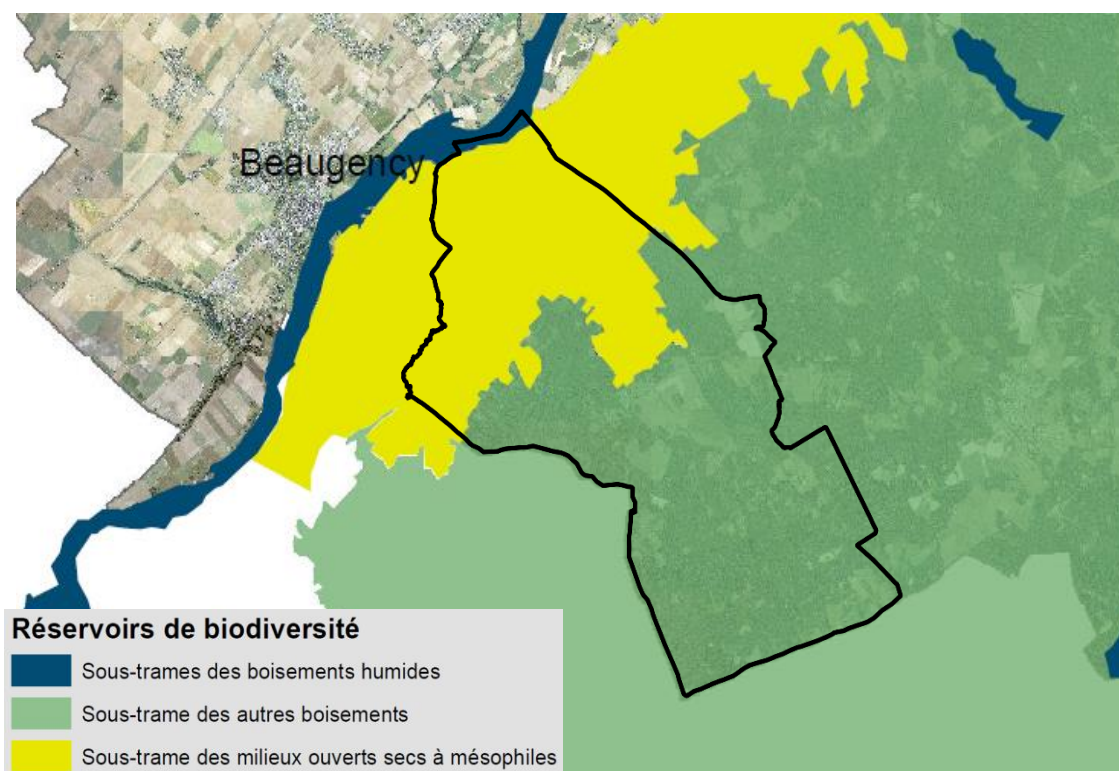 Beaugency
Réservoirs de biodiversité
Sous-trames des boisements humides
Sous-trame des autres boisements
Sous-trame des milieux ouverts secs à mésophiles